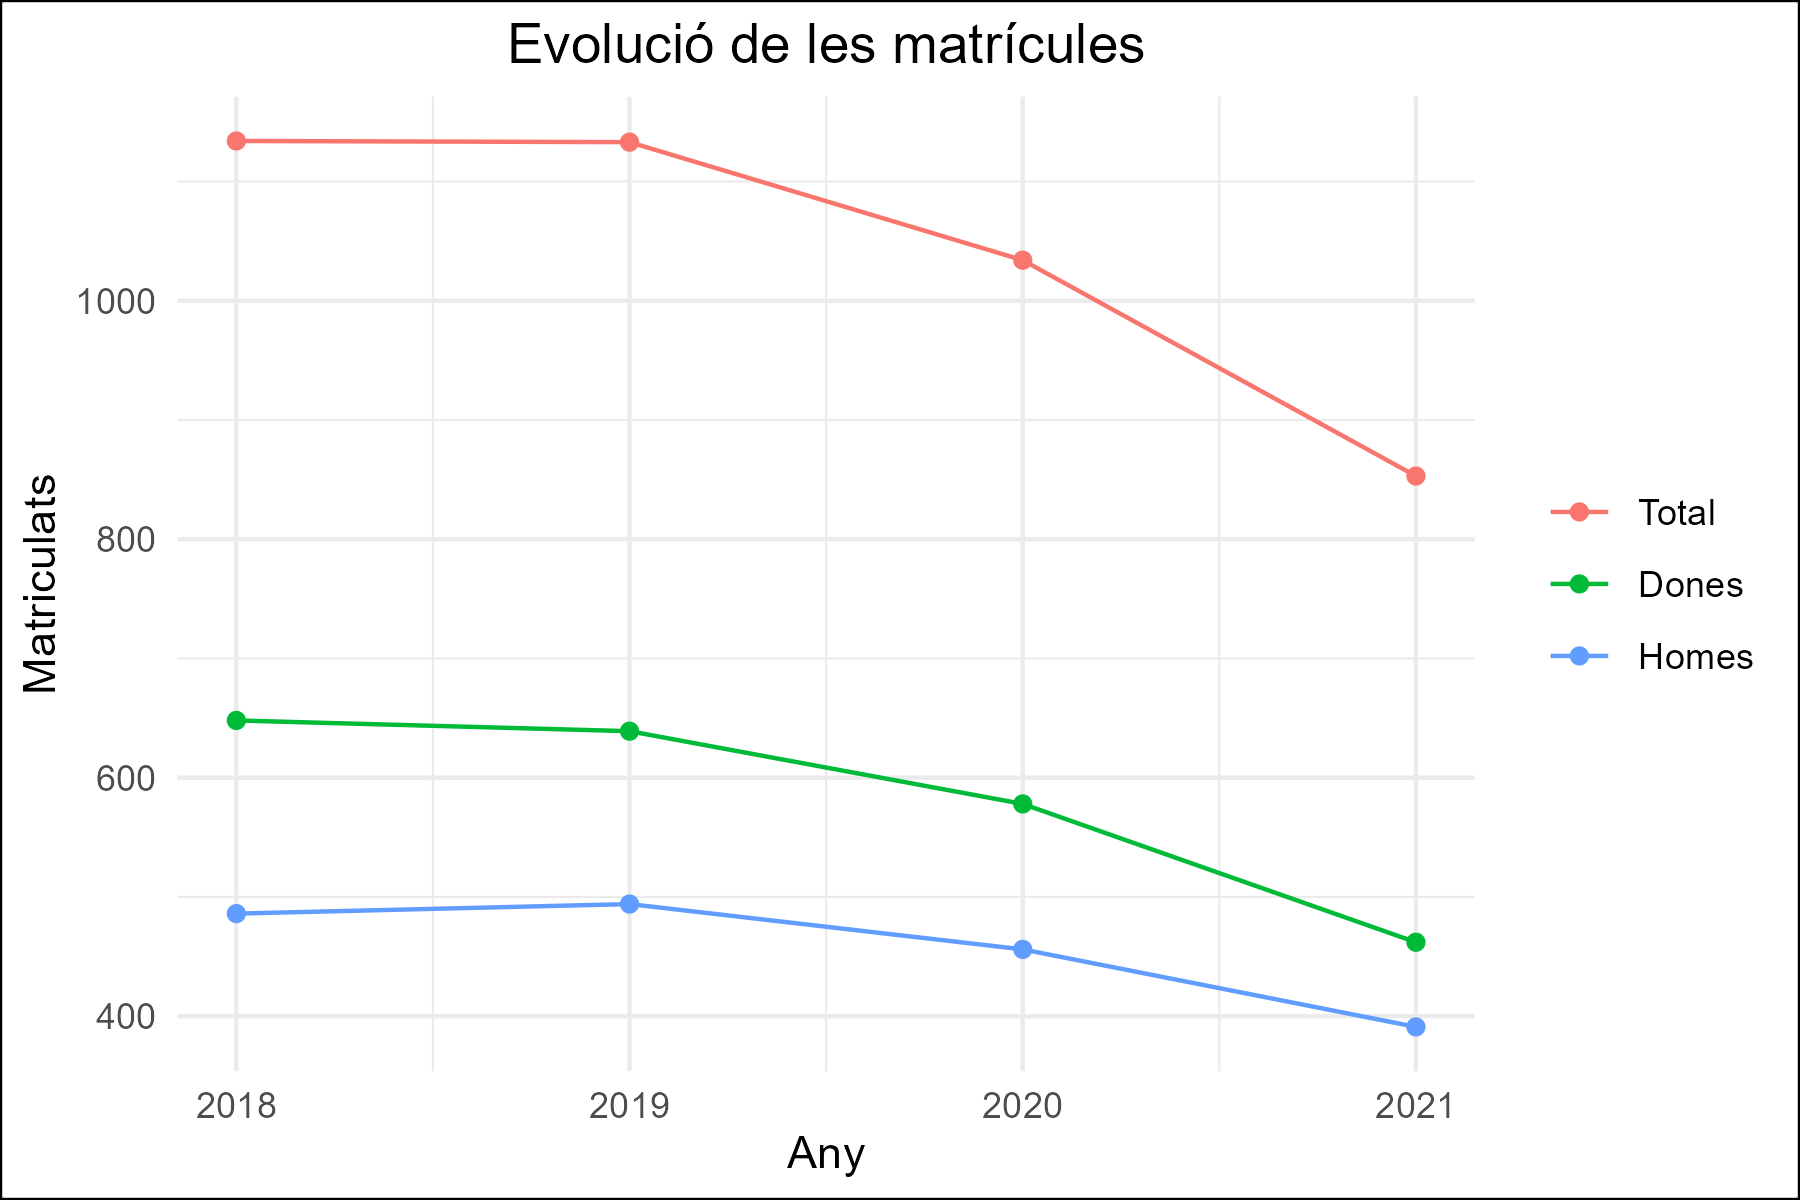 Evolució de les matrícules
Matriculats
1000
800
600
400
2018
2019
2020
2021
Any
Total
Dones
Homes